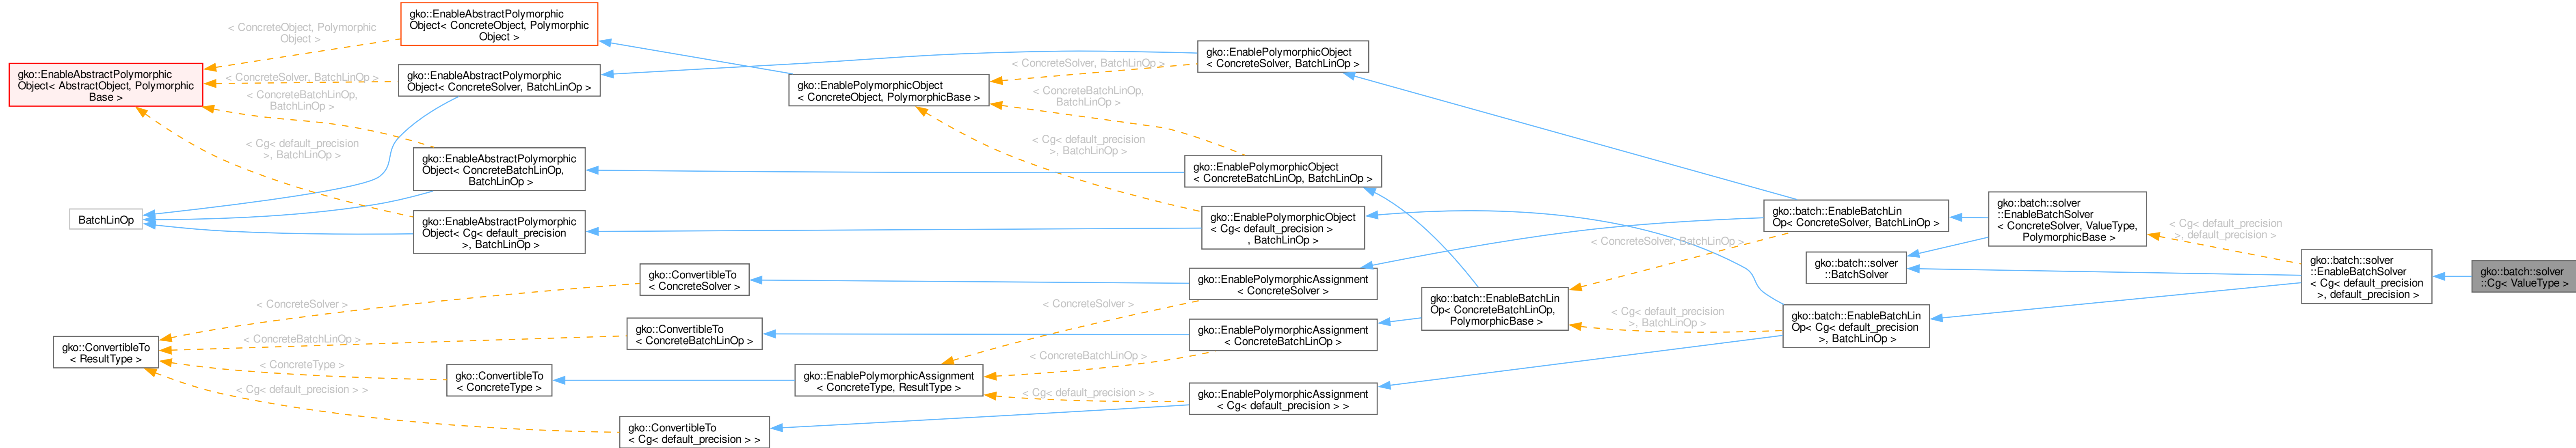 gko::EnableAbstractPolymorphic
Object< AbstractObject, Polymorphic
Base >
BatchLinOp
gko::ConvertibleTo
< ResultType >
< ConcreteObject, Polymorphic
Object >
< ConcreteSolver, BatchLinOp >
< ConcreteBatchLinOp,
BatchLinOp >
< Cg< default_precision
>, BatchLinOp >
< ConcreteSolver >
< ConcreteBatchLinOp >
< ConcreteType >
< Cg< default_precision > >
gko::EnableAbstractPolymorphic
Object< ConcreteObject, Polymorphic
Object >
gko::EnableAbstractPolymorphic
Object< ConcreteSolver, BatchLinOp >
gko::EnableAbstractPolymorphic
Object< ConcreteBatchLinOp,
BatchLinOp >
gko::EnableAbstractPolymorphic
Object< Cg< default_precision
>, BatchLinOp >
gko::ConvertibleTo
< ConcreteSolver >
gko::ConvertibleTo
< ConcreteBatchLinOp >
gko::ConvertibleTo
< ConcreteType >
gko::ConvertibleTo
< Cg< default_precision > >
gko::EnablePolymorphicObject
< ConcreteObject, PolymorphicBase >
gko::EnablePolymorphicAssignment
< ConcreteType, ResultType >
< ConcreteSolver, BatchLinOp >
< ConcreteBatchLinOp,
BatchLinOp >
< Cg< default_precision
>, BatchLinOp >
< ConcreteSolver >
< ConcreteBatchLinOp >
< Cg< default_precision > >
gko::EnablePolymorphicObject
< ConcreteSolver, BatchLinOp >
gko::EnablePolymorphicObject
< ConcreteBatchLinOp, BatchLinOp >
gko::EnablePolymorphicObject
< Cg< default_precision >
, BatchLinOp >
gko::EnablePolymorphicAssignment
< ConcreteSolver >
gko::EnablePolymorphicAssignment
< ConcreteBatchLinOp >
gko::EnablePolymorphicAssignment
< Cg< default_precision > >
gko::batch::EnableBatchLin
Op< ConcreteBatchLinOp,
PolymorphicBase >
< ConcreteSolver, BatchLinOp >
< Cg< default_precision
>, BatchLinOp >
gko::batch::EnableBatchLin
Op< ConcreteSolver, BatchLinOp >
gko::batch::solver
::BatchSolver
gko::batch::EnableBatchLin
Op< Cg< default_precision
>, BatchLinOp >
gko::batch::solver
::EnableBatchSolver
< ConcreteSolver, ValueType,
PolymorphicBase >
< Cg< default_precision
>, default_precision >
gko::batch::solver
::EnableBatchSolver
< Cg< default_precision
>, default_precision >
gko::batch::solver
::Cg< ValueType >